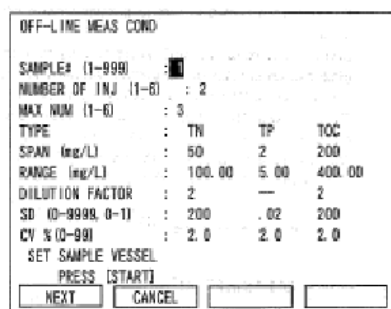 OFF-LINE MEAS COND
SAMPLE# (1-999) :1
NUMBER OF INJ (1-6) : 2
MAX NUM (1-6) : 3
TYPE : TN TP TOC
SPAN (mg/L) : 50 2 200
RANGE (mg/L) : 100.00 5.00 400.00
DILUTION FACTOR : 2 --- 2
SD (0-9999, 0-1) : 200 .02 200
CV %(0-99) : 2.0 2.0 2.0
SET SAMPLE VESSEL
PRESS [START]
NEXT CANCEL